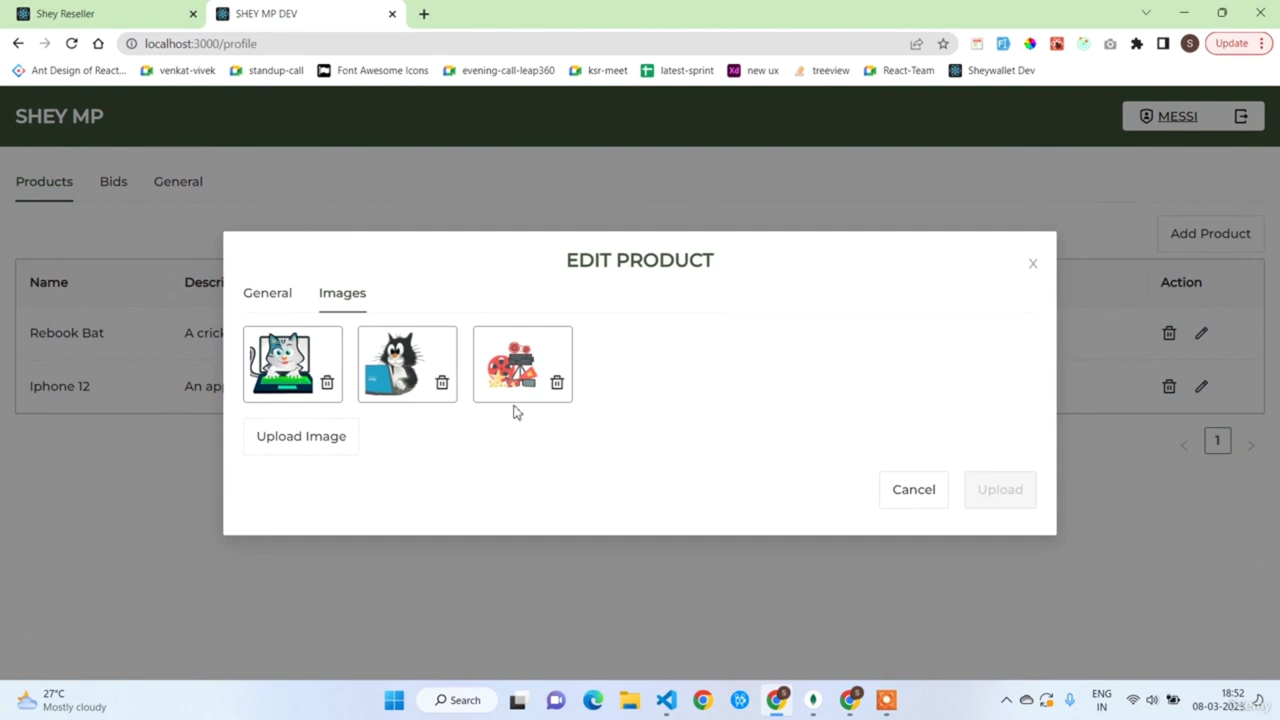 Shey Reseller
SHEY MP DEV
localhost:3000/profile
Update
Ant Design of React...
venkat-vivek
standup-call
Font Awesome Icons
evening-call-leap360
ksr-meet
latest-sprint
new ux
treeview
React-Team
Sheywallet Dev
SHEY MP
MESSI
Products Bids General
Add Product
Name Descri Action
Rebook Bat A crick
Iphone 12 An app
1
EDIT PRODUCT
General Images
Upload Image
Cancel Upload
27°C
Mostly cloudy
Search
ENG
IN
18:52
08-03-2023